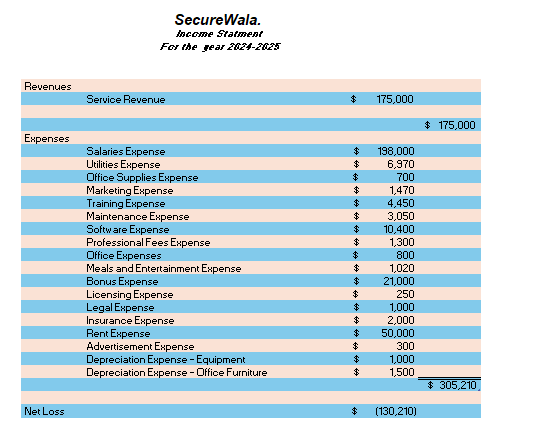 SecureWala.
Income Statment
For the year 2024-2025
Revenues
Service Revenue $ 175,000
$ 175,000
Expenses
Salaries Expense $ 198,000
Utilities Expense $ 6,970
Office Supplies Expense $ 700
Marketing Expense $ 1,470
Training Expense $ 4,450
Maintenance Expense $ 3,050
Software Expense $ 10,400
Professional Fees Expense $ 1,300
Office Expenses $ 800
Meals and Entertainment Expense $ 1,020
Bonus Expense $ 21,000
Licensing Expense $ 250
Legal Expense $ 1,000
Insurance Expense $ 2,000
Rent Expense $ 50,000
Advertisement Expense $ 300
Depreciation Expense - Equipment $ 1,000
Depreciation Expense - Office Furniture $ 1,500
$ 305,210
Net Loss $ (130,210)